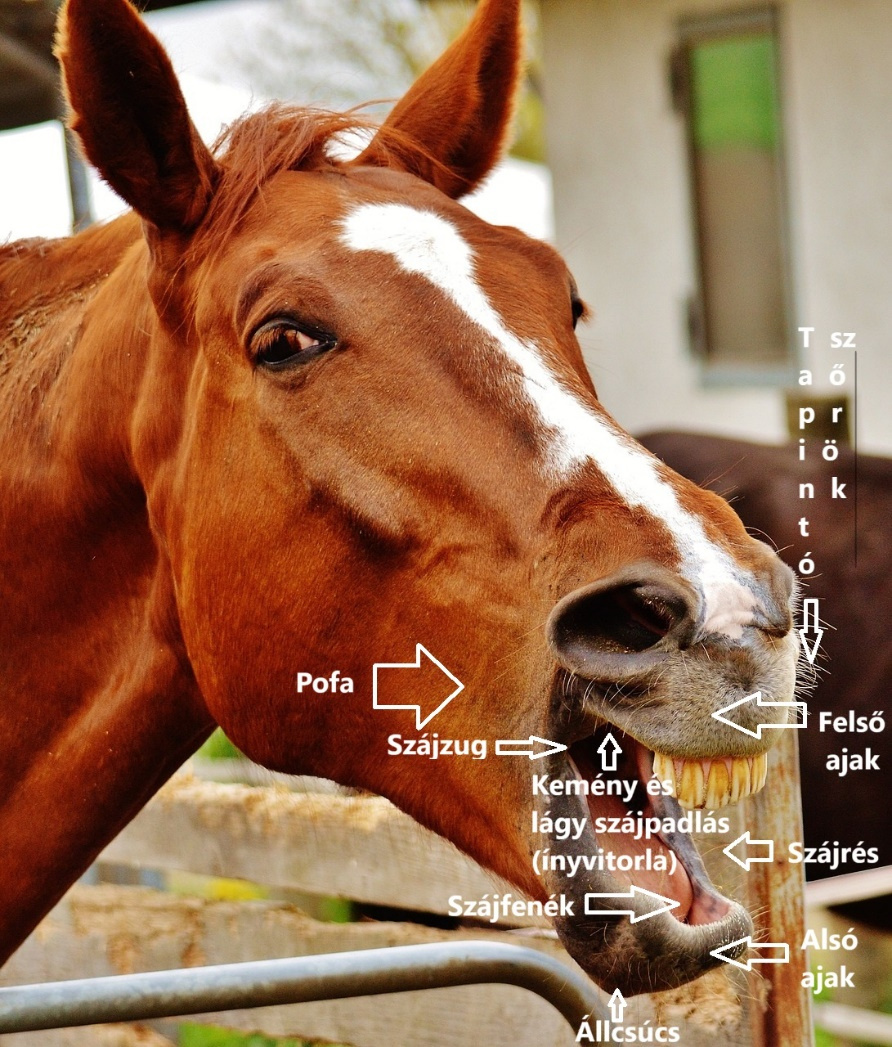 Tapintó
szőrök
Pofa
Felső
ajak
Szájzug
Kemény és
lágy szájpadlás
(ínyvitorla)
Szájrés
Szájfenék
Alsó
ajak
Állcsúcs